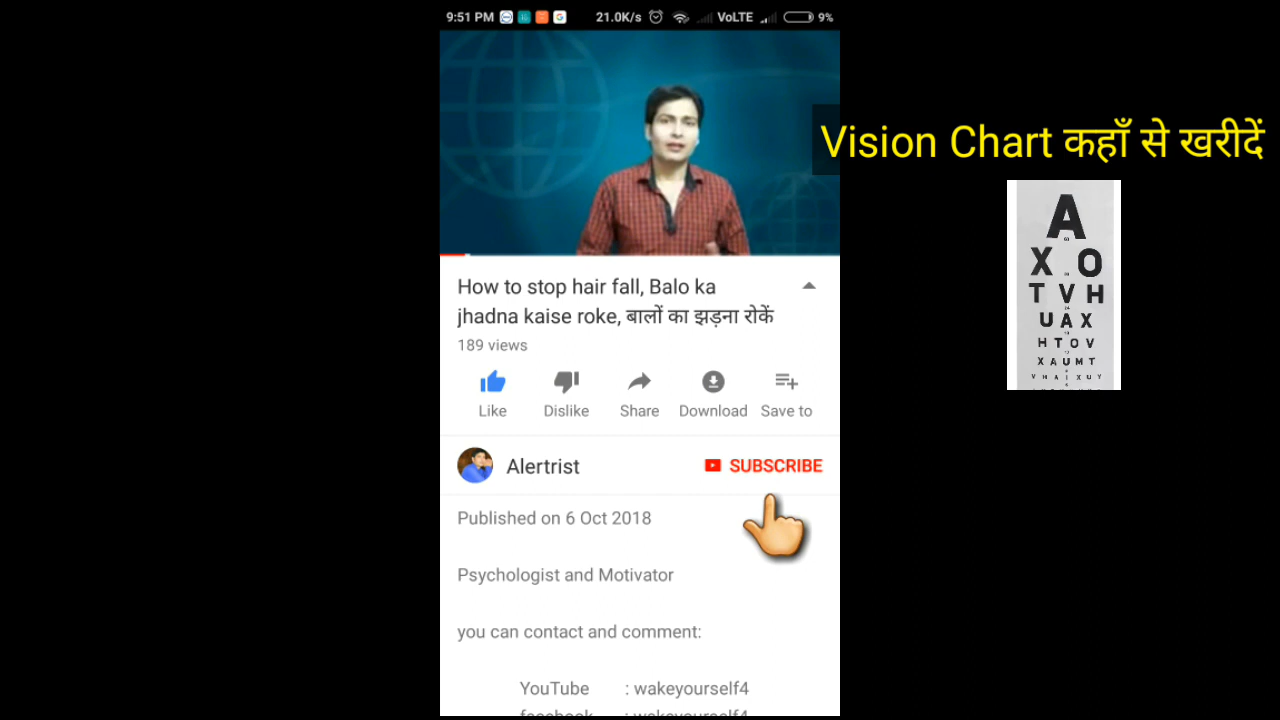 9:51 PM 21.0K/s VoLTE 9%
Vision Chart कहाँ से खरीदें
A
X O
T V H
U A X
H T O V
X A U M T
V H A I X U Y
How to stop hair fall, Balo ka
jhadna kaise roke, बालों का झड़ना रोकें
189 views
Like Dislike Share Download Save to
Alertrist SUBSCRIBE
Published on 6 Oct 2018
Psychologist and Motivator
you can contact and comment:
YouTube : wakeyourself4
facebook : wakeyourself4